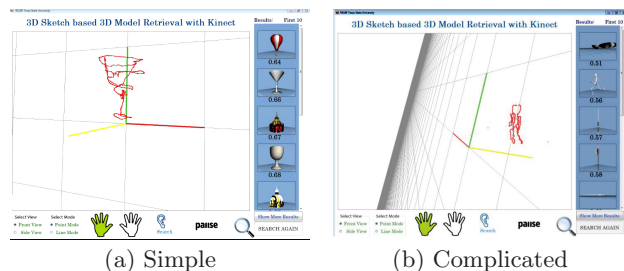 Results: First 10
3D Sketch based 3D Model Retrieval with Kinect
0.64
0.66
0.67
0.68
Select View
Select Mode
Front View
Point Mode
Side View
Line Mode
Search
pause
Show More Results
SEARCH AGAIN
(a) Simple
Results: First 10
3D Sketch based 3D Model Retrieval with Kinect
0.51
0.56
0.57
0.58
Select View
Select Mode
Front View
Point Mode
Side View
Line Mode
Search
pause
Show More Results
SEARCH AGAIN
(b) Complicated